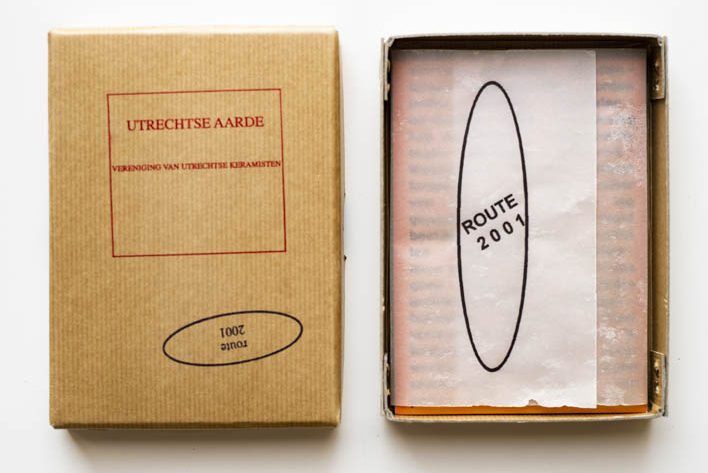 UTRECHTSE AARDE
VERENIGING VAN UTRECHTSE KERAMISTEN
route
2001
ROUTE
2001